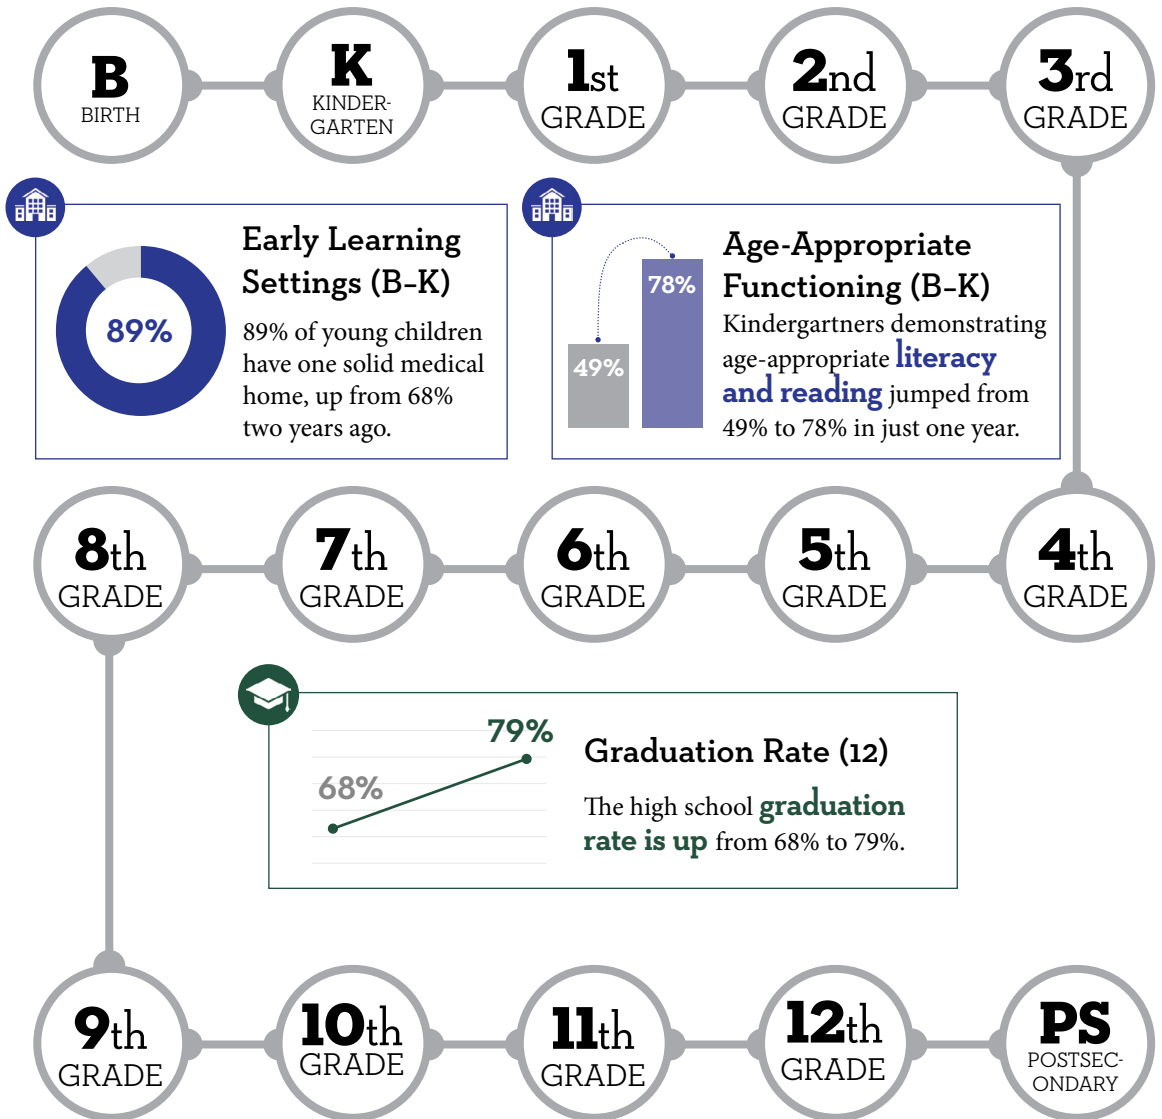 B
BIRTH
K
KINDER-
GARTEN
1st
GRADE
2nd
GRADE
3rd
GRADE
89%
Early Learning
Settings (B–K)
89% of young children
have one solid medical
home, up from 68%
two years ago.
49%
78%
Age-Appropriate
Functioning (B–K)
Kindergartners demonstrating
age-appropriate literacy
and reading jumped from
49% to 78% in just one year.
8th
GRADE
7th
GRADE
6th
GRADE
5th
GRADE
4th
GRADE
68%
79%
Graduation Rate (12)
The high school graduation
rate is up from 68% to 79%.
9th
GRADE
10th
GRADE
11th
GRADE
12th
GRADE
PS
POSTSEC-
ONDARY